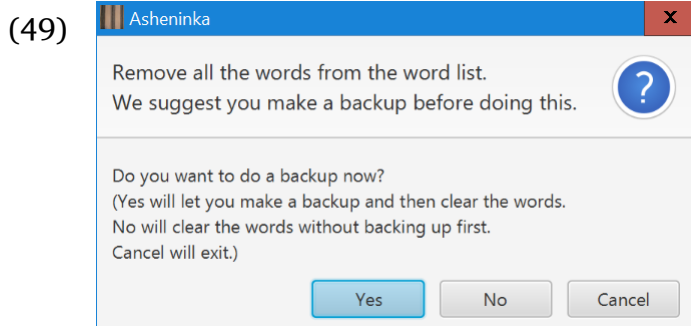 (49)
Asheninka
x
Remove all the words from the word list.
We suggest you make a backup before doing this.
?
Do you want to do a backup now?
(Yes will let you make a backup and then clear the words.
No will clear the words without backing up first.
Cancel will exit.)
Yes No Cancel